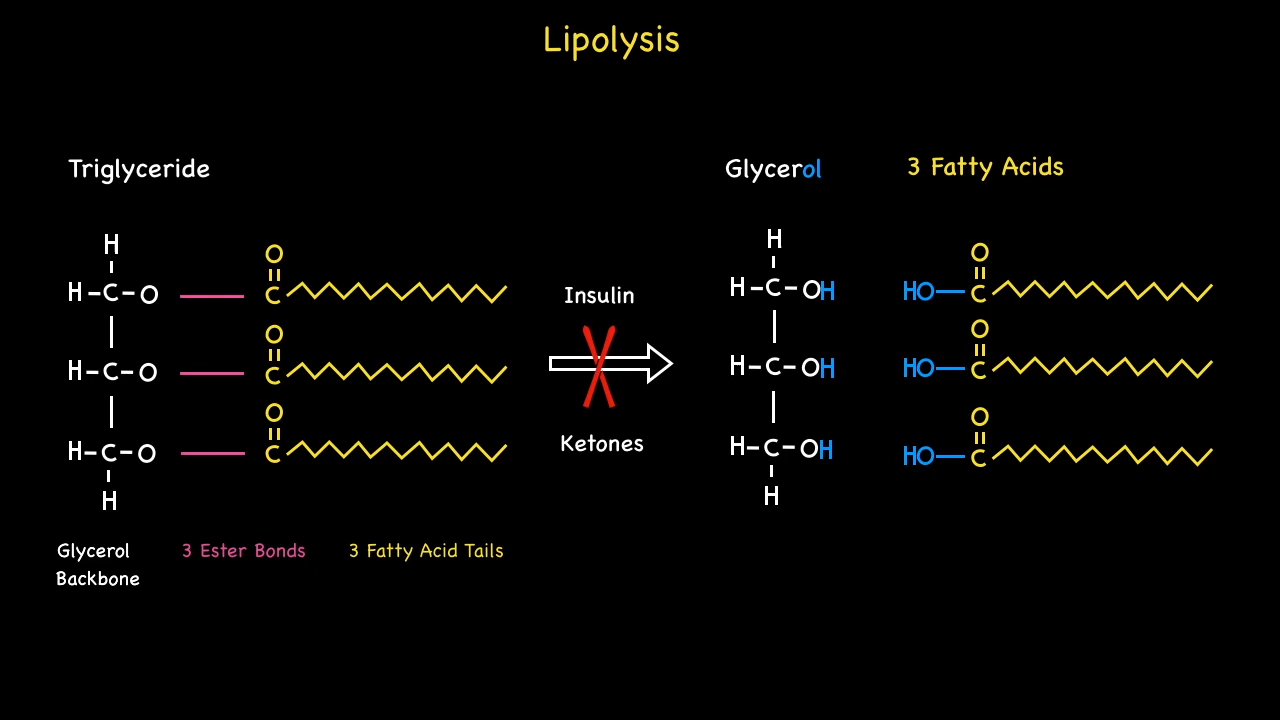 Lipolysis
Triglyceride
Glycerol
3 Fatty Acids
H
H C O
O
C
H C O
O
C
H C O
O
C
H
Insulin
Ketones
H
H C OH
H C OH
H C OH
H
O
HO C
O
HO C
O
HO C
Glycerol
Backbone
3 Ester Bonds
3 Fatty Acid Tails